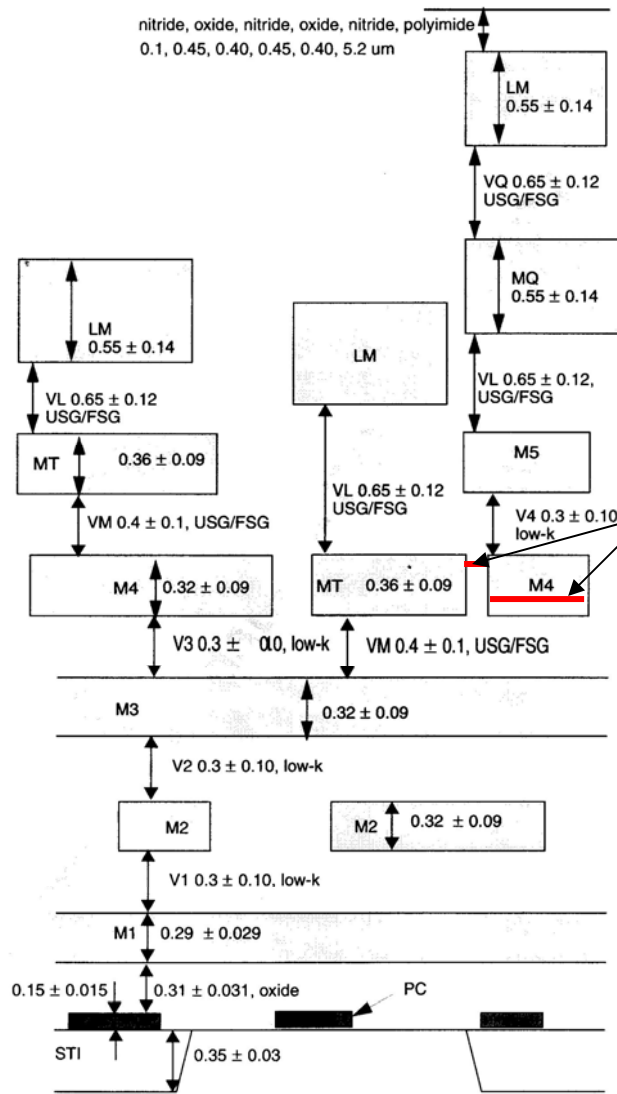 nitride, oxide, nitride, oxide, nitride, polyimide
0.1, 0.45, 0.40, 0.45, 0.40, 5.2 um
LM
0.55 ± 0.14
VQ 0.65 ± 0.12
USG/FSG
MQ
0.55 ± 0.14
LM
0.55 ± 0.14
LM
VL 0.65 ± 0.12,
USG/FSG
VL 0.65 ± 0.12
USG/FSG
M5
MT
0.36 ± 0.09
VL 0.65 ± 0.12
USG/FSG
VM 0.4 ± 0.1, USG/FSG
V4 0.3 ± 0.10,
low-k
M4
0.32 ± 0.09
MT
0.36 ± 0.09
M4
V3 0.3 ± 0.10, low-k
VM 0.4 ± 0.1, USG/FSG
M3
0.32 ± 0.09
V2 0.3 ± 0.10, low-k
M2
M2
0.32 ± 0.09
V1 0.3 ± 0.10, low-k
M1
0.29 ± 0.029
0.15 ± 0.015
0.31 ± 0.031, oxide
PC
STI
0.35 ± 0.03